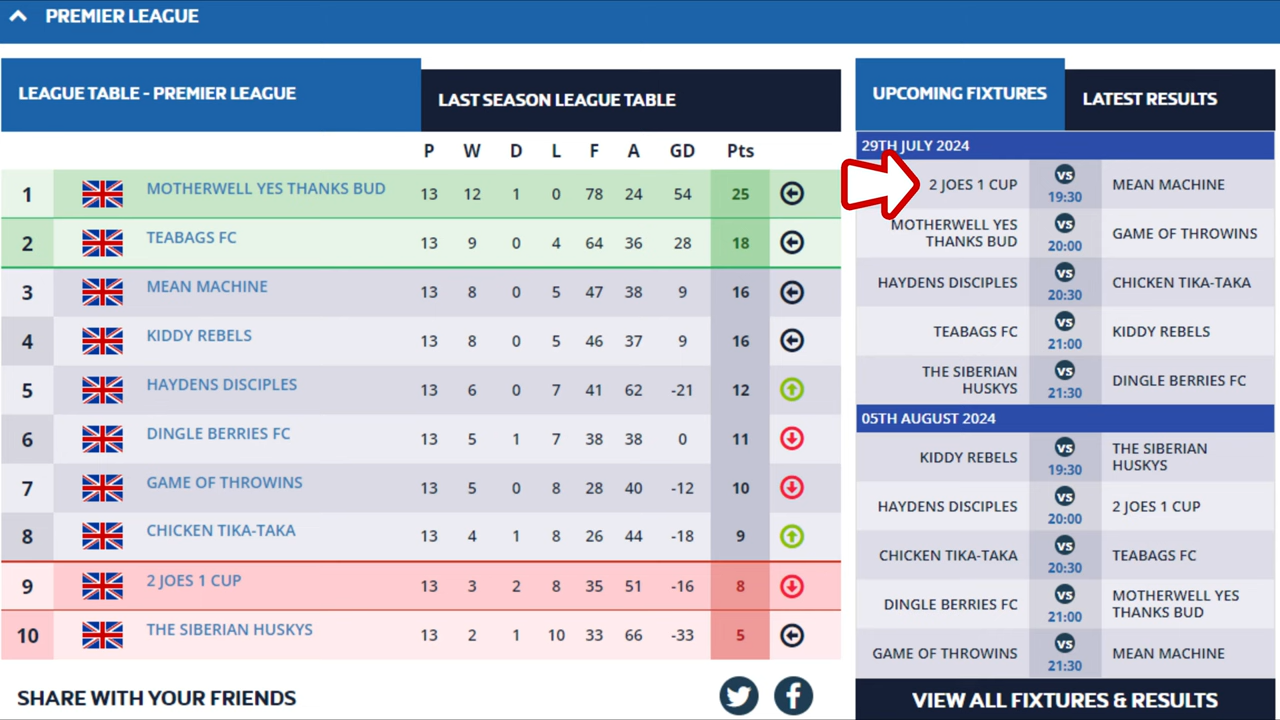 PREMIER LEAGUE
LEAGUE TABLE - PREMIER LEAGUE
LAST SEASON LEAGUE TABLE
P W D L F A GD Pts
1 MOTHERWELL YES THANKS BUD 13 12 1 0 78 24 54 25
2 TEABAGS FC 13 9 0 4 64 36 28 18
3 MEAN MACHINE 13 8 0 5 47 38 9 16
4 KIDDY REBELS 13 8 0 5 46 37 9 16
5 HAYDENS DISCIPLES 13 6 0 7 41 62 -21 12
6 DINGLE BERRIES FC 13 5 1 7 38 38 0 11
7 GAME OF THROWINS 13 5 0 8 28 40 -12 10
8 CHICKEN TIKA-TAKA 13 4 1 8 26 44 -18 9
9 2 JOES 1 CUP 13 3 2 8 35 51 -16 8
10 THE SIBERIAN HUSKYS 13 2 1 10 33 66 -33 5
SHARE WITH YOUR FRIENDS
UPCOMING FIXTURES
LATEST RESULTS
29TH JULY 2024
2 JOES 1 CUP vs MEAN MACHINE
19:30
MOTHERWELL YES
THANKS BUD
vs
20:00
GAME OF THROWINS
HAYDENS DISCIPLES vs CHICKEN TIKA-TAKA
20:30
TEABAGS FC vs KIDDY REBELS
21:00
THE SIBERIAN
HUSKYS
vs
21:30
DINGLE BERRIES FC
05TH AUGUST 2024
KIDDY REBELS
vs
19:30
THE SIBERIAN
HUSKYS
HAYDENS DISCIPLES vs 2 JOES 1 CUP
20:00
CHICKEN TIKA-TAKA vs TEABAGS FC
20:30
DINGLE BERRIES FC
vs
21:00
MOTHERWELL YES
THANKS BUD
GAME OF THROWINS vs MEAN MACHINE
21:30
VIEW ALL FIXTURES & RESULTS